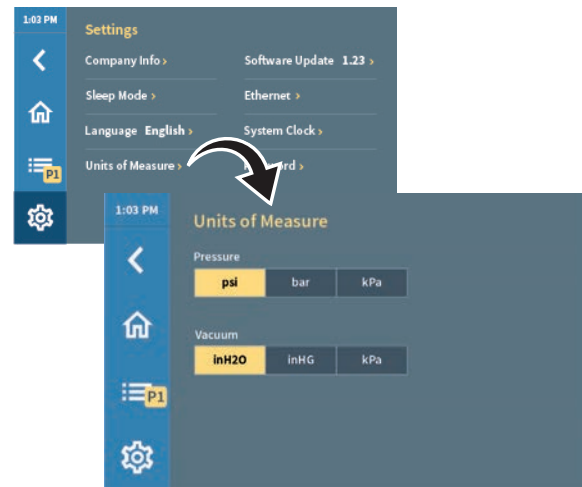 1:03 PM
Settings
Company Info ›
Software Update 1.23 ›
Sleep Mode ›
Ethernet ›
Language English ›
System Clock ›
P1
Units of Measure ›
rd ›
1:03 PM
Units of Measure
Pressure
psi bar kPa
Vacuum
inH2O inHG kPa
P1